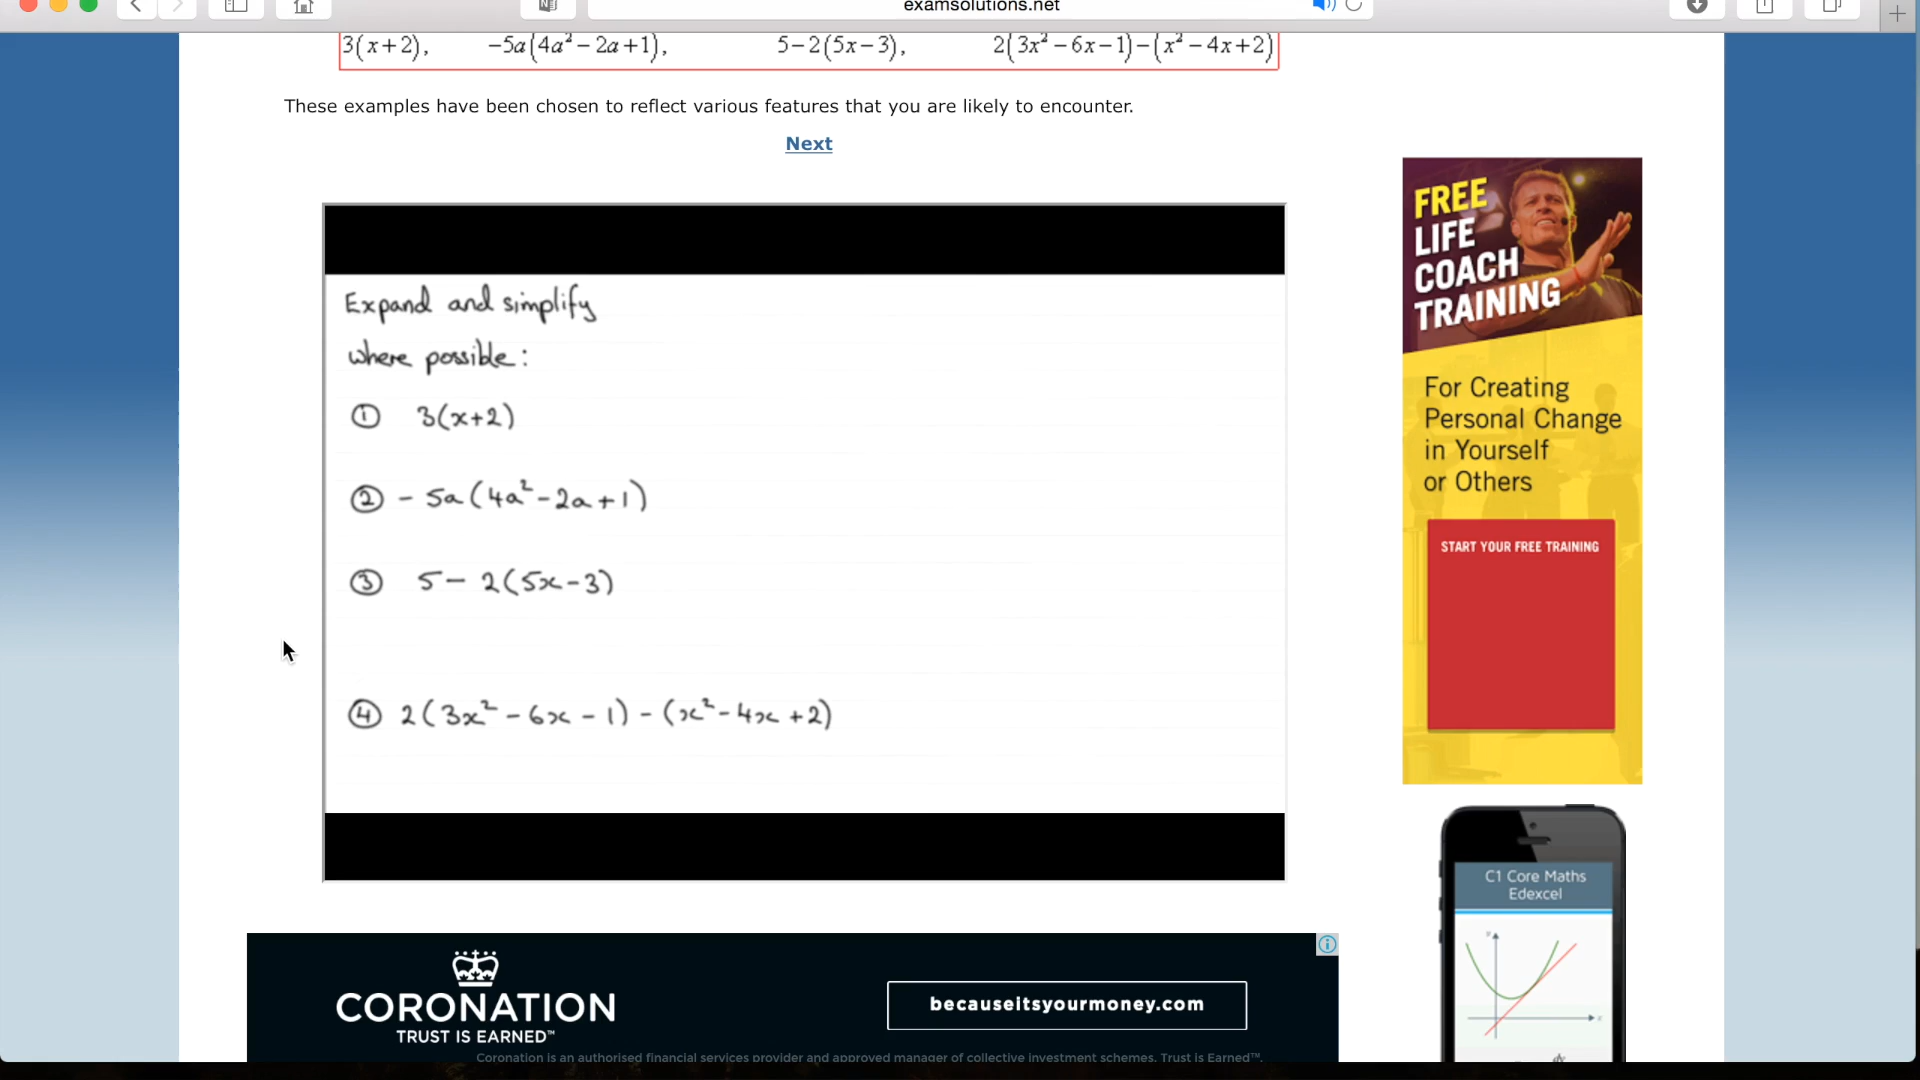 examsolutions.net
3(x+2), -5a(4a²-2a+1), 5-2(5x-3), 2(3x²-6x-1)-(x²-4x+2)
These examples have been chosen to reflect various features that you are likely to encounter.
Next
Expand and simplify
where possible:
① 3(x+2)
② -5a(4a²-2a+1)
③ 5-2(5x-3)
④ 2(3x²-6x-1)-(x²-4x+2)
FREE
LIFE
COACH
TRAINING
For Creating
Personal Change
in Yourself
or Others
START YOUR FREE TRAINING
C1 Core Maths
Edexcel
CORONATION
TRUST IS EARNED™
becauseitsyourmoney.com
Coronation is an authorised financial services provider and approved manager of collective investment schemes. Trust is Earned™.